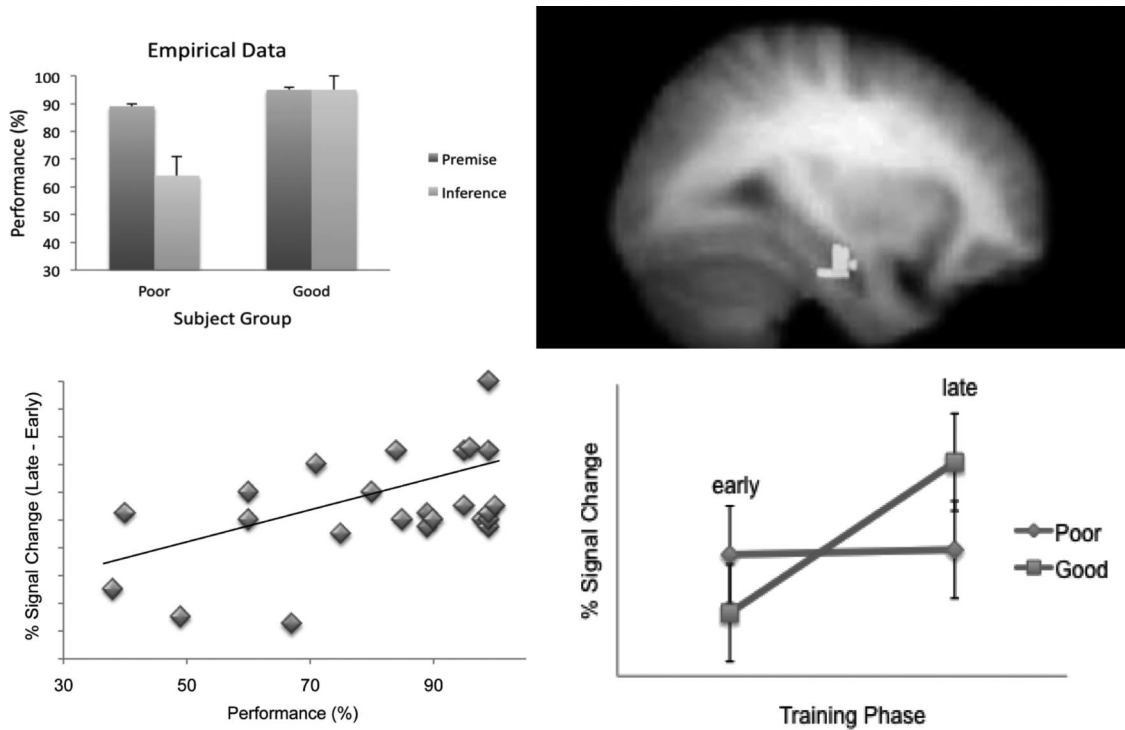 Empirical Data
Performance (%)
100
90
80
70
60
50
40
30
Poor
Good
Subject Group
Premise
Inference
% Signal Change (Late - Early)
30
50
70
90
Performance (%)
% Signal Change
early
late
Poor
Good
Training Phase